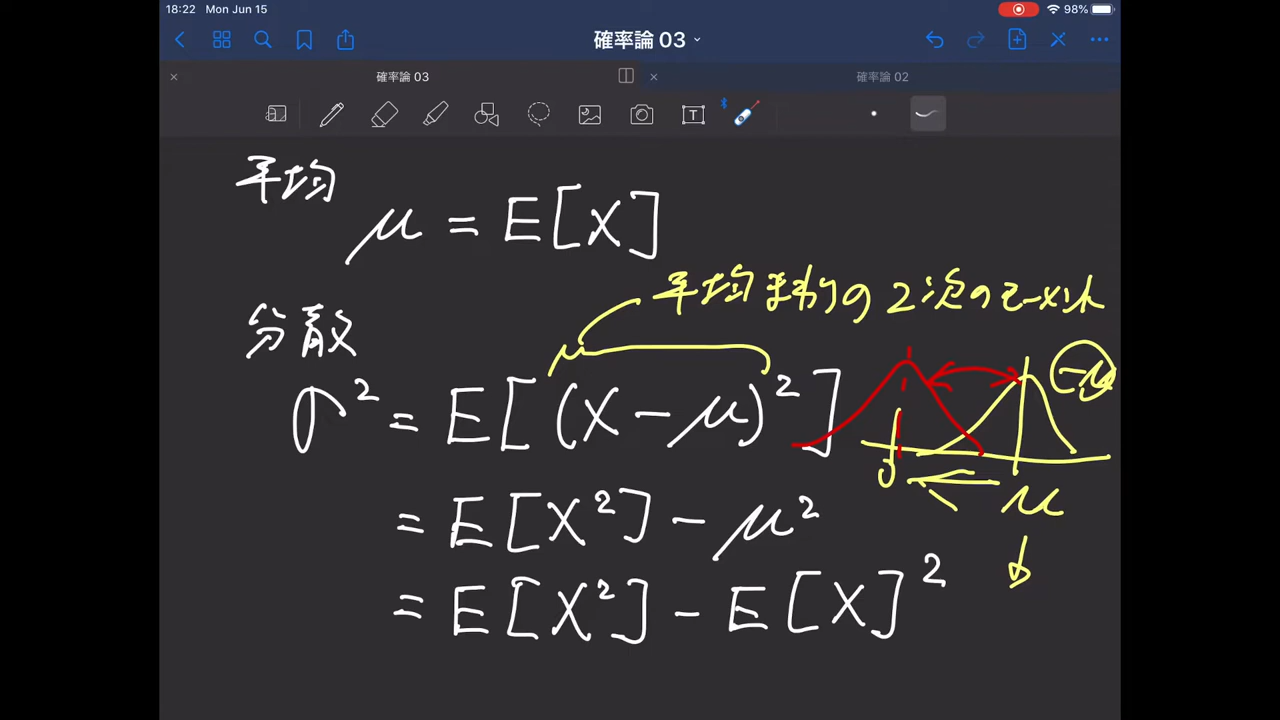 18:22 Mon Jun 15
98%
確率論 03
確率論 03
確率論 02
T
平均
μ = E[X]
平均まわりの2次のモーメント
分散
μ
σ² = E[(X-μ)²]
-μ
0
μ
= E[X²] - μ²
= E[X²] - E[X]²